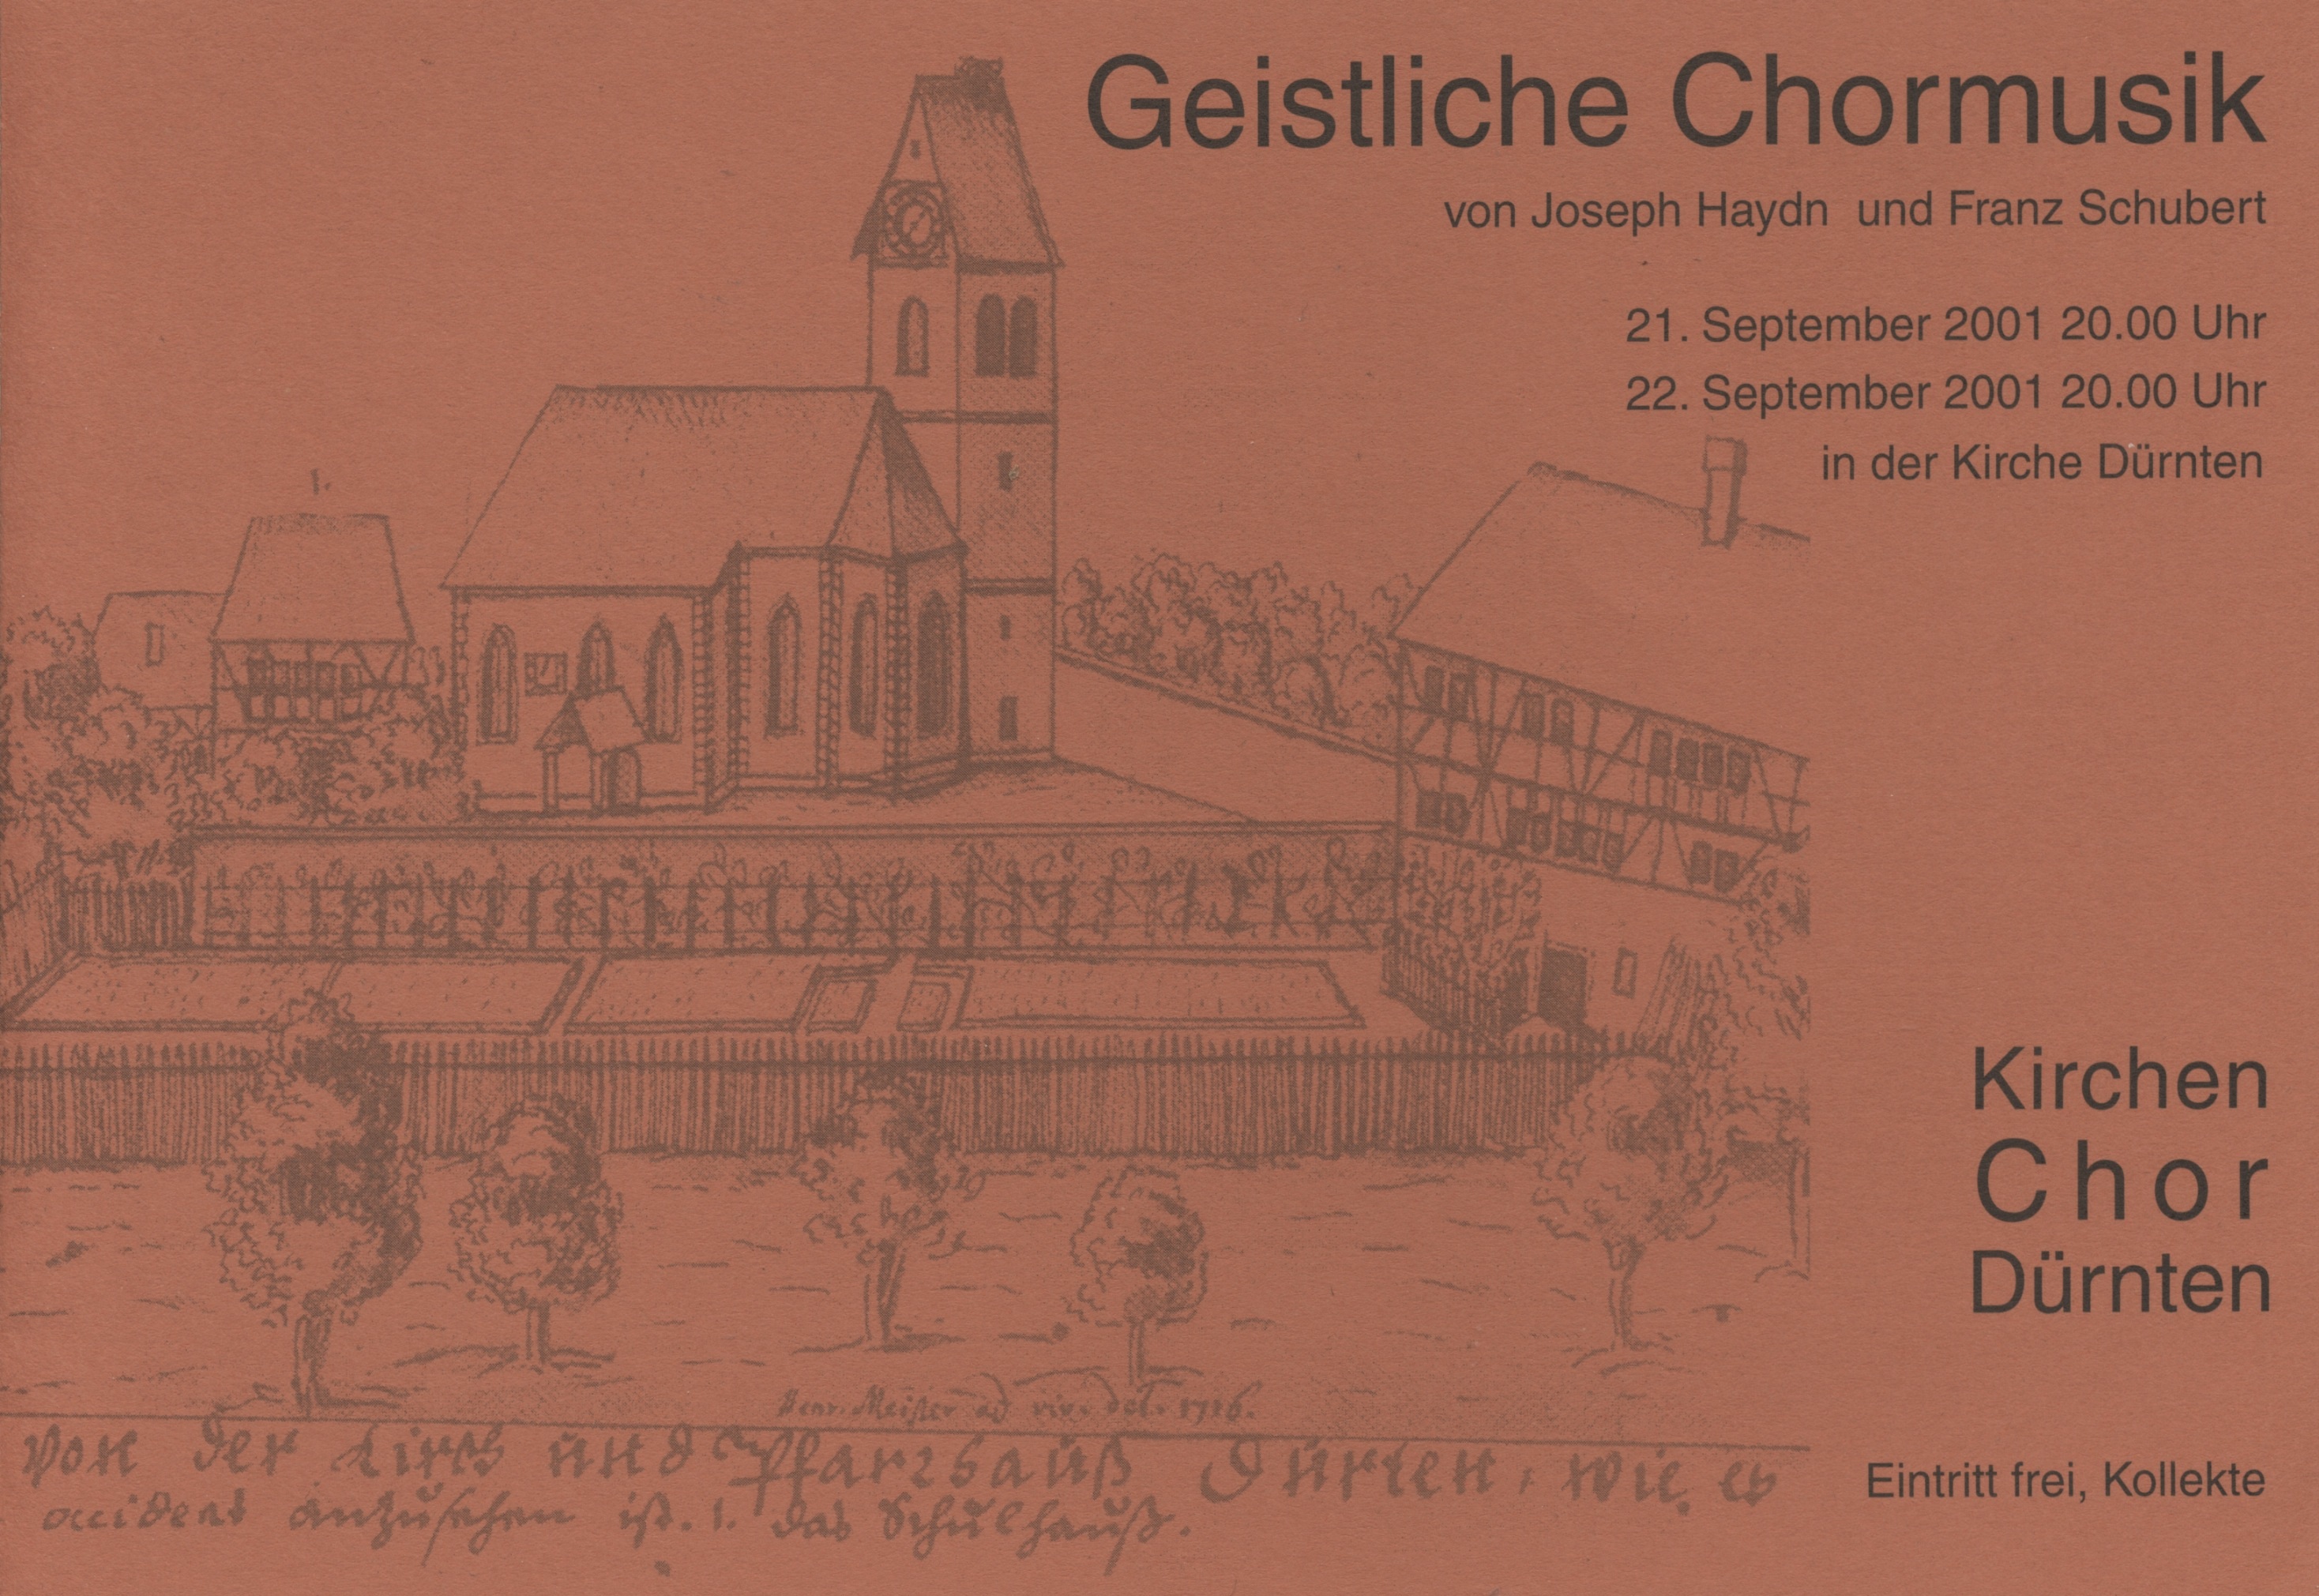 Geistliche Chormusik
von Joseph Haydn und Franz Schubert
21. September 2001 20.00 Uhr
22. September 2001 20.00 Uhr
in der Kirche Dürnten
1.
Kirchen
Chor
Dürnten
Henr. Meister ad viv. del. 1716.
Von der Kirch und Pfarrhauß Dürnten, wie es
occident anzusehen ist. 1. das Schulhauß.
Eintritt frei, Kollekte